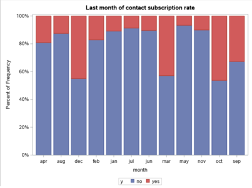 Last month of contact subscription rate
Percent of Frequency
100%
80%
60%
40%
20%
0%
apr aug dec feb jan jul jun mar may nov oct sep
month
y no yes